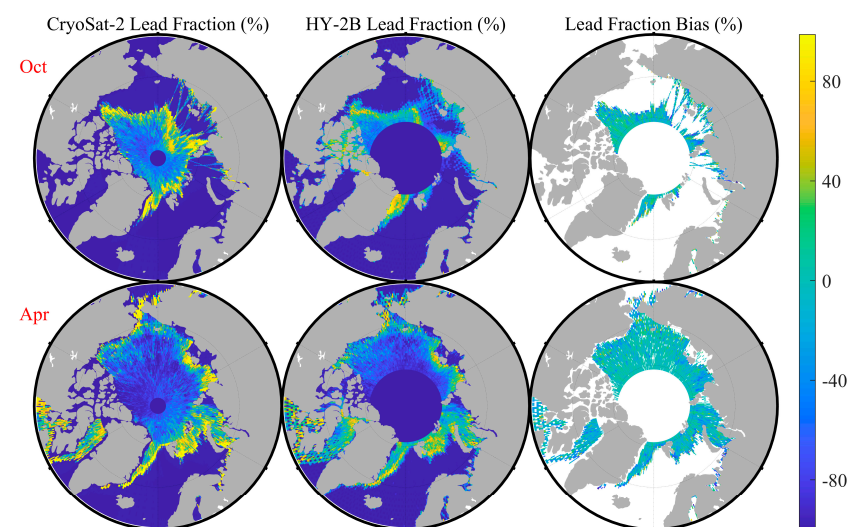 CryoSat-2 Lead Fraction (%) HY-2B Lead Fraction (%) Lead Fraction Bias (%)
Oct
80
40
0
-40
Apr
-80